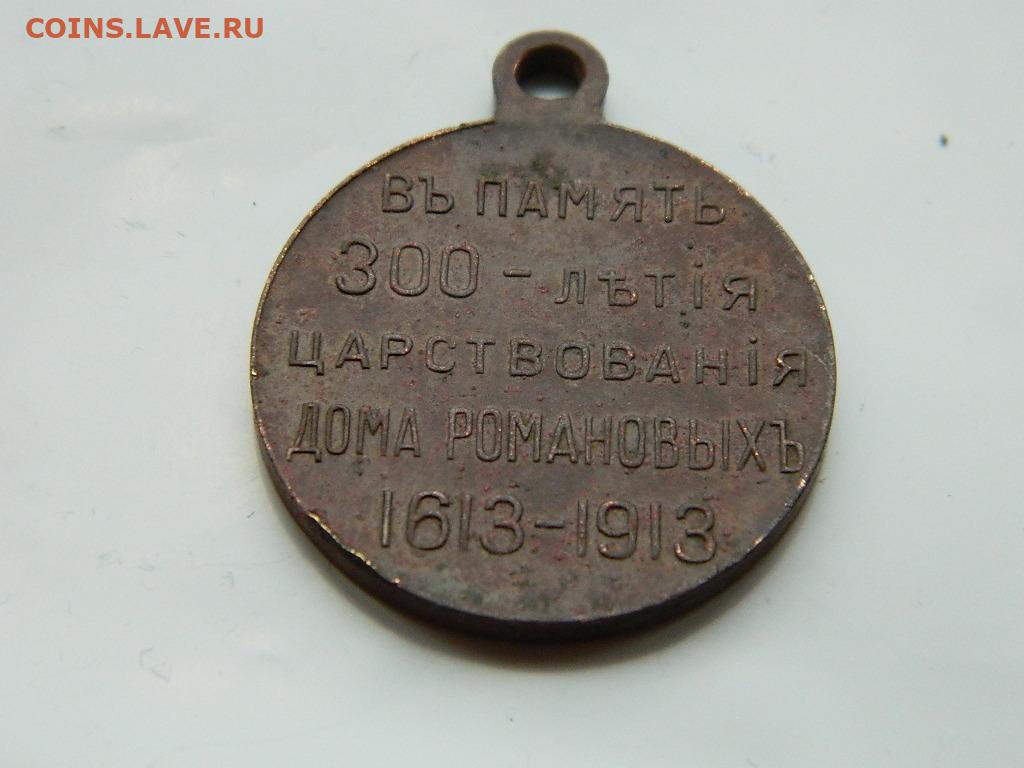 COINS.LAVE.RU
ВЪ ПАМЯТЬ
300-ЛѢТІЯ
ЦАРСТВОВАНІЯ
ДОМА РОМАНОВЫХЪ
1613-1913